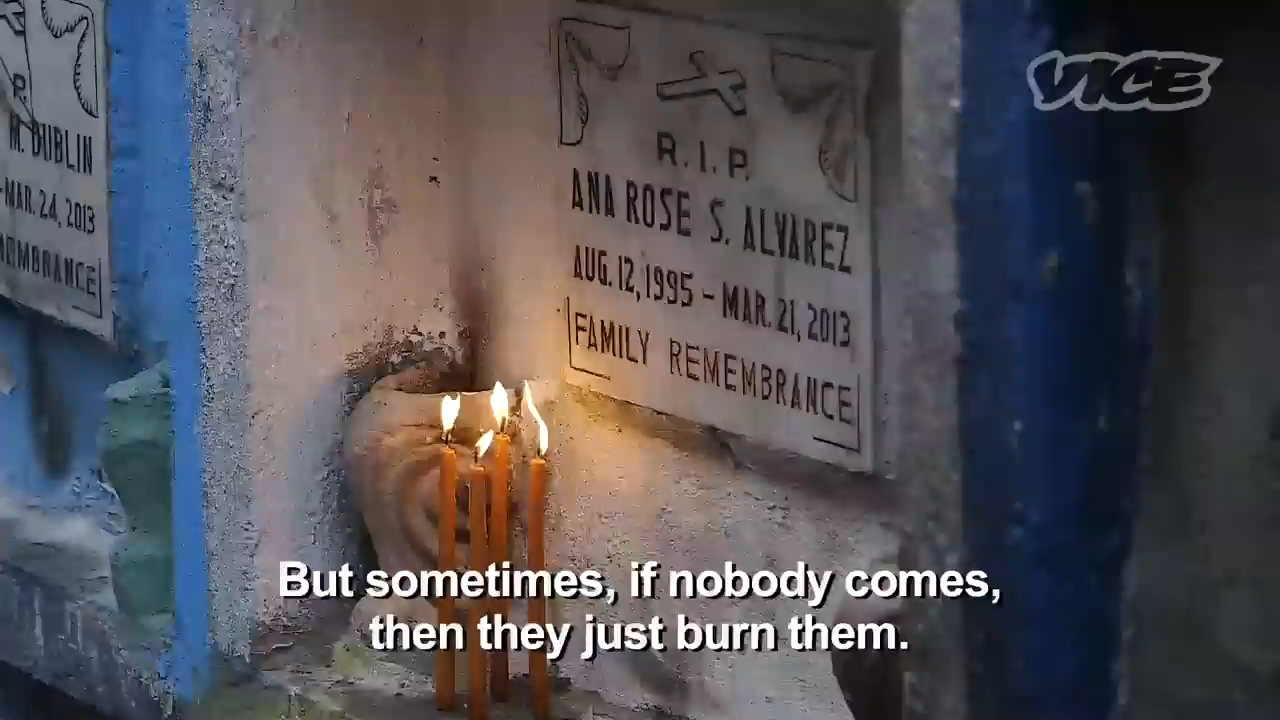 P.
M. DUBLIN
-MAR. 24, 2013
REMEMBRANCE
VICE
R.I.P.
ANA ROSE S. ALVAREZ
AUG. 12, 1995 - MAR. 21, 2013
FAMILY REMEMBRANCE
But sometimes, if nobody comes,
then they just burn them.